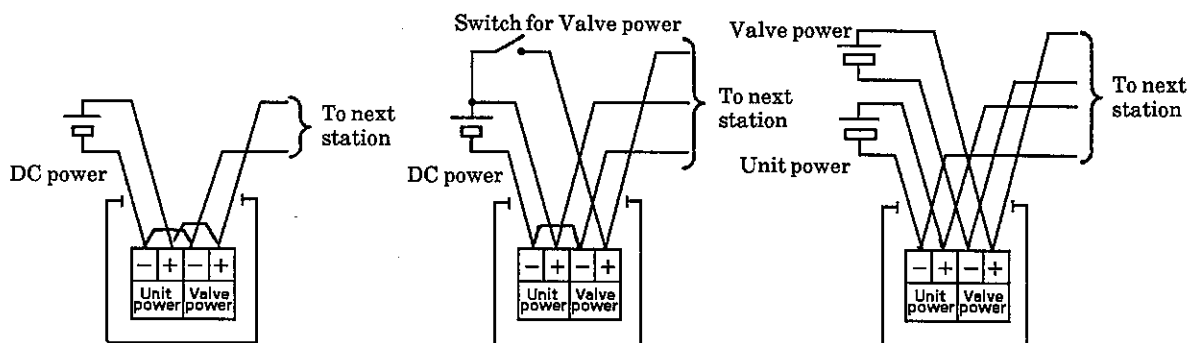 DC power
To next
station
− + − +
Unit Valve
power power
Switch for Valve power
DC power
To next
station
− + − +
Unit Valve
power power
Valve power
Unit power
To next
station
− + − +
Unit Valve
power power